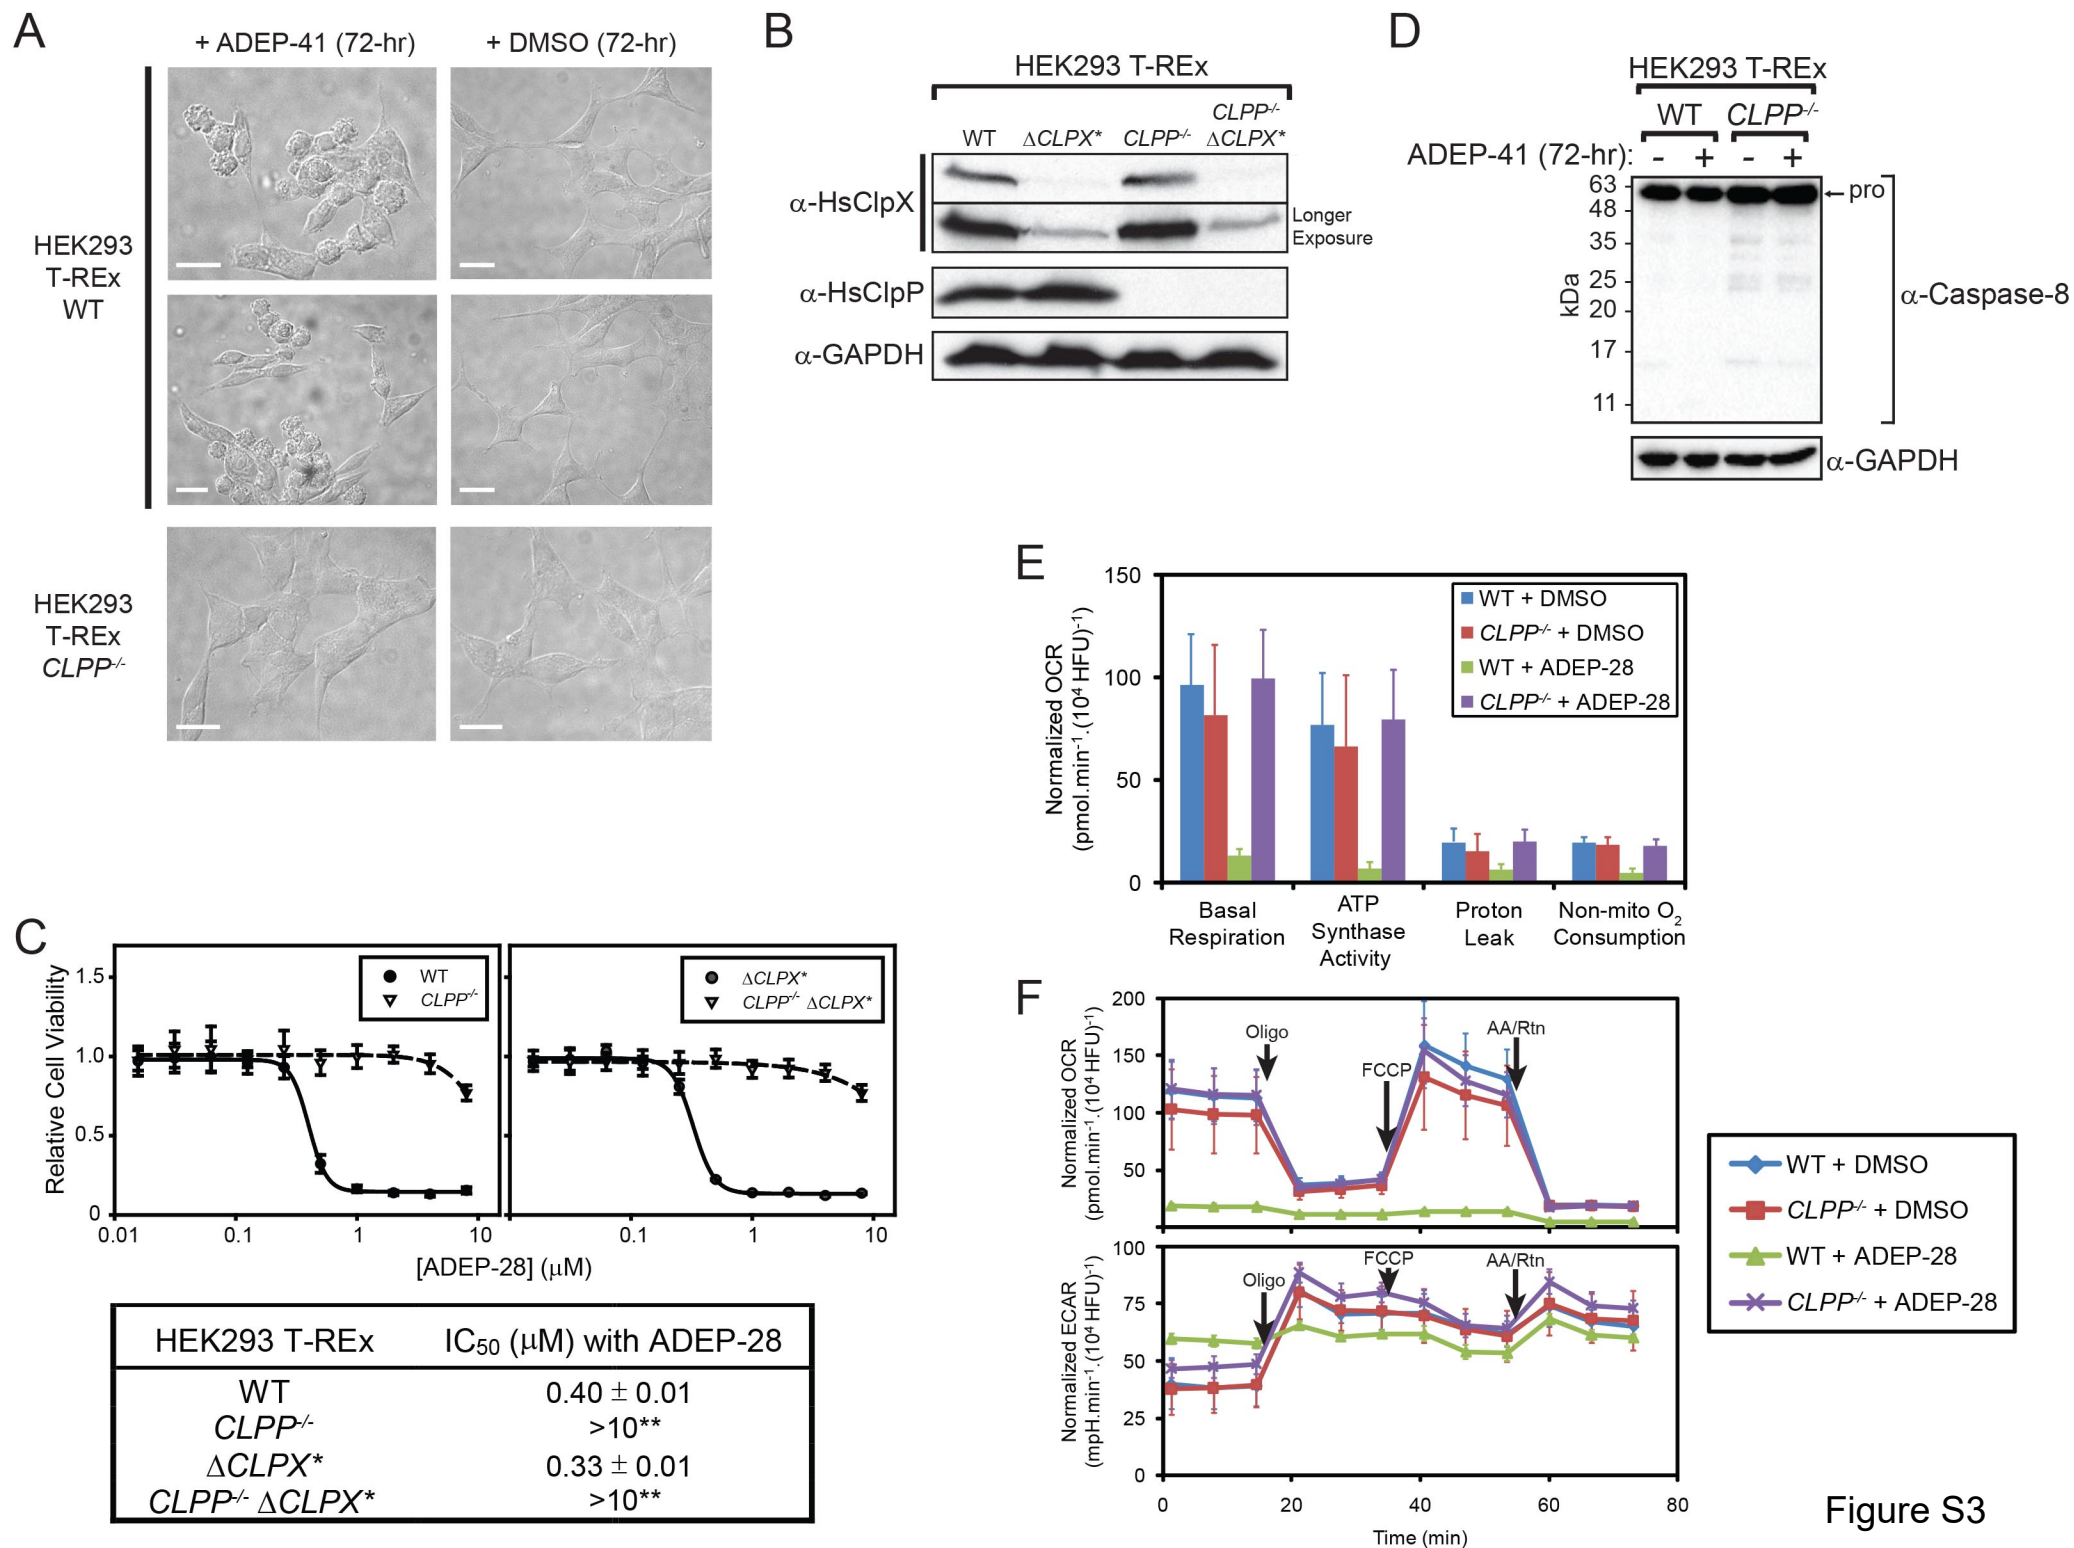 A
+ ADEP-41 (72-hr)
+ DMSO (72-hr)
HEK293
T-REx
WT
HEK293
T-REx
CLPP-/-
B
HEK293 T-REx
WT
ΔCLPX*
CLPP-/-
CLPP-/-
ΔCLPX*
α-HsClpX
Longer
Exposure
α-HsClpP
α-GAPDH
D
HEK293 T-REx
WT
CLPP-/-
ADEP-41 (72-hr):
- + - +
63
48
35
25
20
17
11
kDa
pro
α-Caspase-8
α-GAPDH
C
Relative Cell Viability
1.5
1.0
0.5
0
WT
CLPP-/-
ΔCLPX*
CLPP-/- ΔCLPX*
0.01
0.1
1
10
0.1
1
10
[ADEP-28] (μM)
HEK293 T-REx
IC50 (μM) with ADEP-28
WT
0.40 ± 0.01
CLPP-/-
>10**
ΔCLPX*
0.33 ± 0.01
CLPP-/- ΔCLPX*
>10**
E
Normalized OCR
(pmol.min-1.(10⁴ HFU)-1)
150
100
50
0
WT + DMSO
CLPP-/- + DMSO
WT + ADEP-28
CLPP-/- + ADEP-28
Basal
Respiration
ATP
Synthase
Activity
Proton
Leak
Non-mito O2
Consumption
F
Normalized OCR
(pmol.min-1.(10⁴ HFU)-1)
200
150
100
50
Oligo
FCCP
AA/Rtn
Normalized ECAR
(mpH.min-1.(10⁴ HFU)-1)
100
75
50
25
0
Oligo
FCCP
AA/Rtn
0
20
40
60
80
Time (min)
WT + DMSO
CLPP-/- + DMSO
WT + ADEP-28
CLPP-/- + ADEP-28
Figure S3